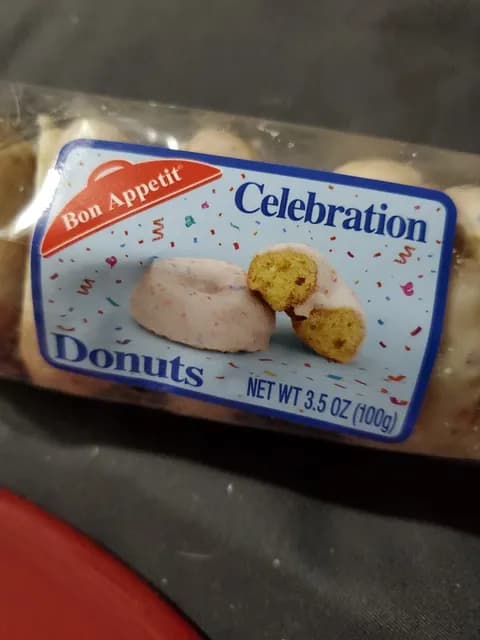 Bon Appetit
Celebration
Donuts
NET WT 3.5 OZ (100g)